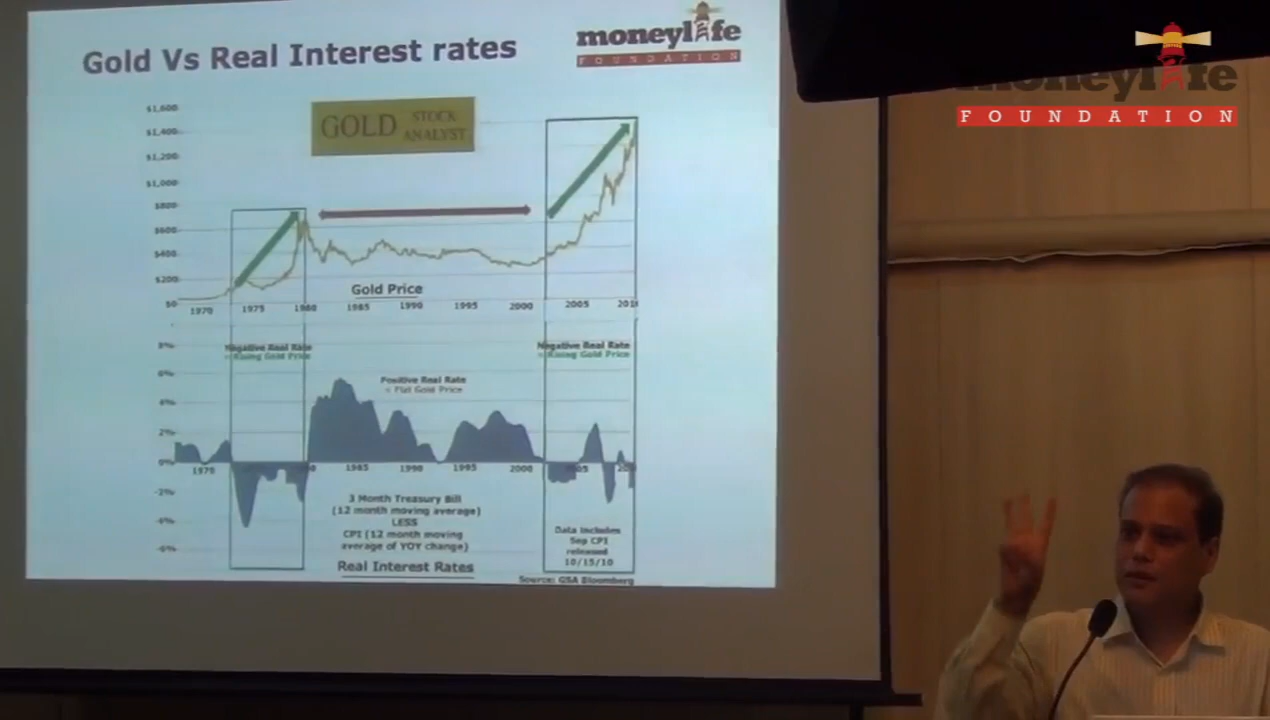 Gold Vs Real Interest rates
moneylife
FOUNDATION
moneylife
FOUNDATION
GOLD STOCK ANALYST
$1,600
$1,400
$1,200
$1,000
$800
$600
$400
$200
$0
Gold Price
1970 1975 1980 1985 1990 1995 2000 2005 2010
8%
Negative Real Rate
= Rising Gold Price
Negative Real Rate
= Rising Gold Price
6%
Positive Real Rate
= Flat Gold Price
4%
2%
0%
1970 1985 1990 1995 2000
-2%
-4%
-6%
3 Month Treasury Bill
(12 month moving average)
LESS
CPI (12 month moving
average of YOY change)
Real Interest Rates
Data includes
Sep CPI
released
10/15/10
Source: GSA Bloomberg